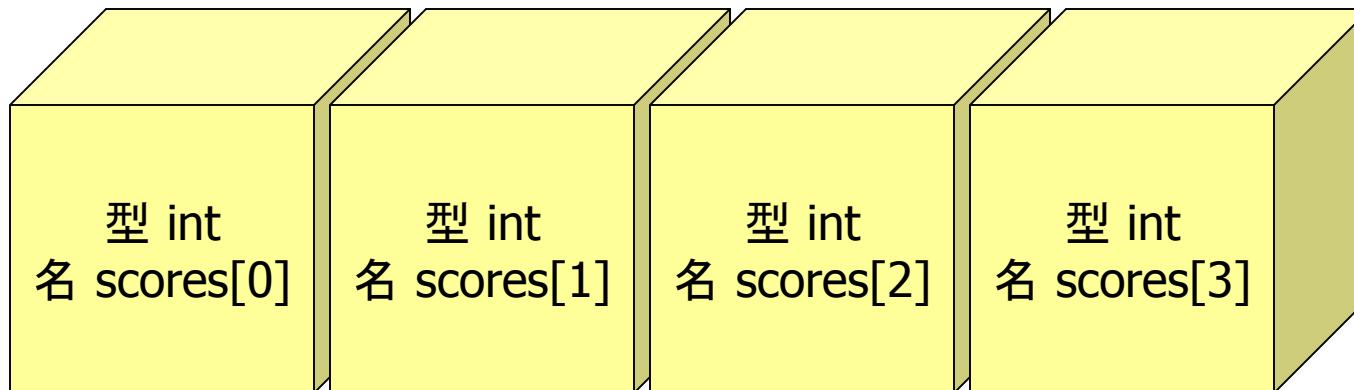 型 int
名 scores[0]
型 int
名 scores[1]
型 int
名 scores[2]
型 int
名 scores[3]